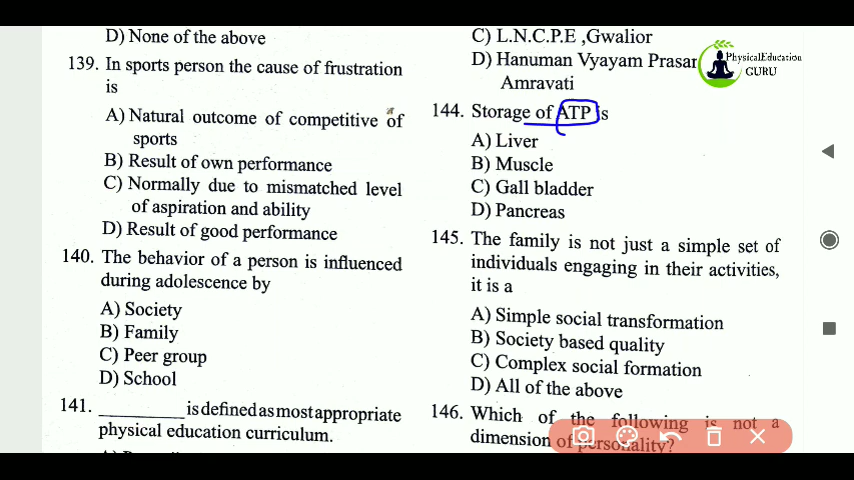 D) None of the above
139. In sports person the cause of frustration
is
A) Natural outcome of competitive of
sports
B) Result of own performance
C) Normally due to mismatched level
of aspiration and ability
D) Result of good performance
140. The behavior of a person is influenced
during adolescence by
A) Society
B) Family
C) Peer group
D) School
141. __________ is defined as most appropriate
physical education curriculum.
C) L.N.C.P.E ,Gwalior
D) Hanuman Vyayam Prasar
Amravati
PhysicalEducation
GURU
144. Storage of ATP is
A) Liver
B) Muscle
C) Gall bladder
D) Pancreas
145. The family is not just a simple set of
individuals engaging in their activities,
it is a
A) Simple social transformation
B) Society based quality
C) Complex social formation
D) All of the above
146. Which of the following is not a
dimension of personality?